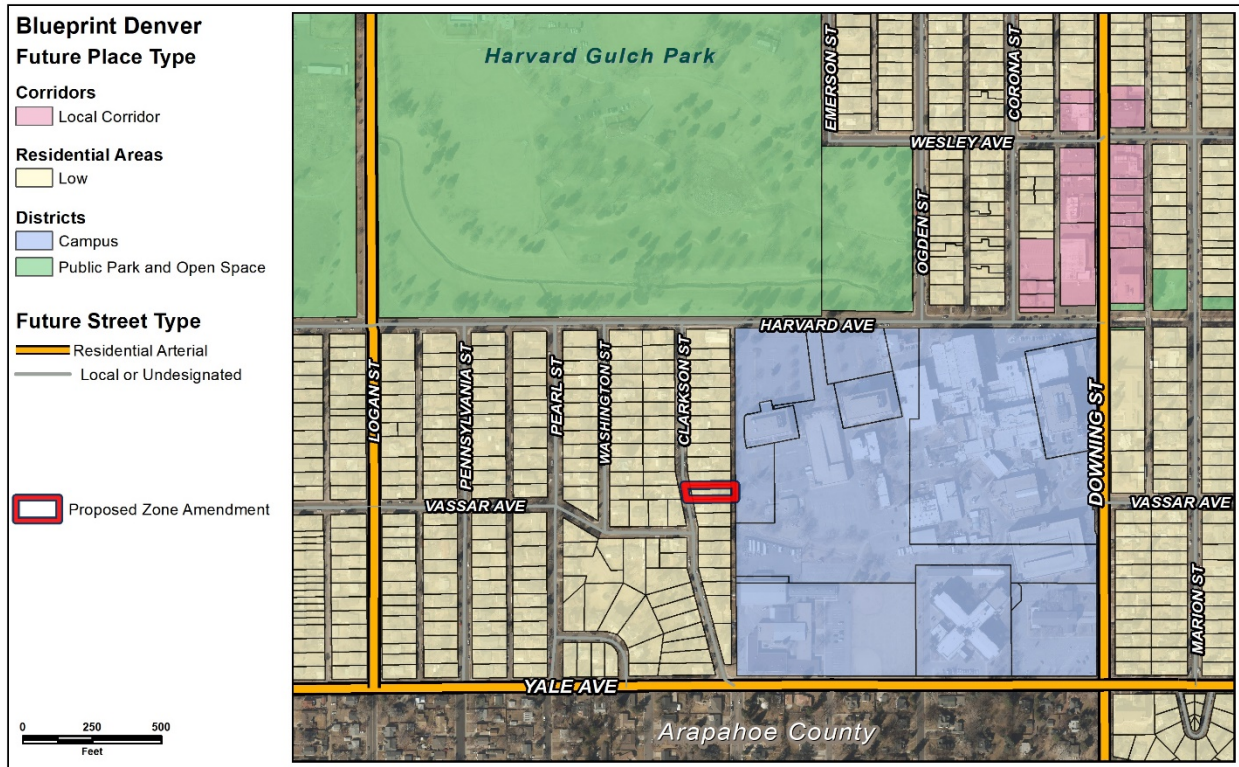 Blueprint Denver
Future Place Type
Corridors
Local Corridor
Residential Areas
Low
Districts
Campus
Public Park and Open Space
Future Street Type
Residential Arterial
Local or Undesignated
Proposed Zone Amendment
0 250 500
Feet
Harvard Gulch Park
EMERSON ST
CORONA ST
WESLEY AVE
OGDEN ST
HARVARD AVE
LOGAN ST
PENNSYLVANIA ST
PEARL ST
WASHINGTON ST
CLARKSON ST
DOWNING ST
VASSAR AVE
VASSAR AVE
MARION ST
YALE AVE
Arapahoe County